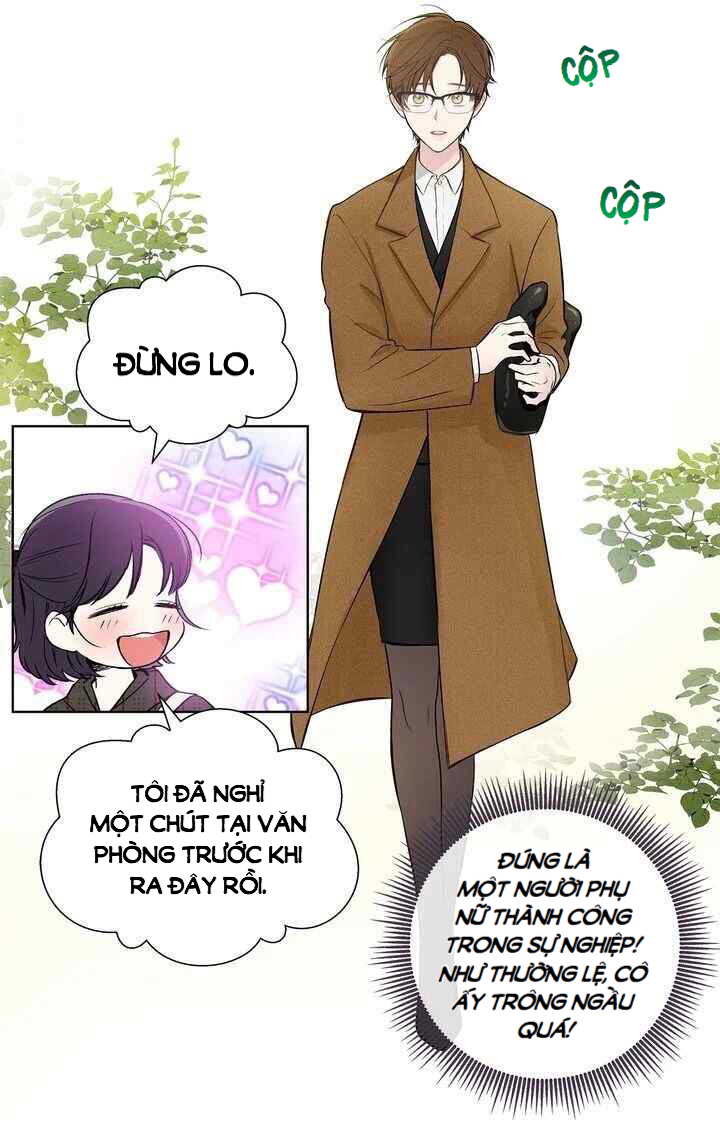 CỘP
CỘP
ĐỪNG LO.
TÔI ĐÃ NGHỈ
MỘT CHÚT TẠI VĂN
PHÒNG TRƯỚC KHI
RA ĐÂY RỒI.
ĐÚNG LÀ
MỘT NGƯỜI PHỤ
NỮ THÀNH CÔNG
TRONG SỰ NGHIỆP!
NHƯ THƯỜNG LỆ, CÔ
ẤY TRÔNG NGẦU
QUÁ!